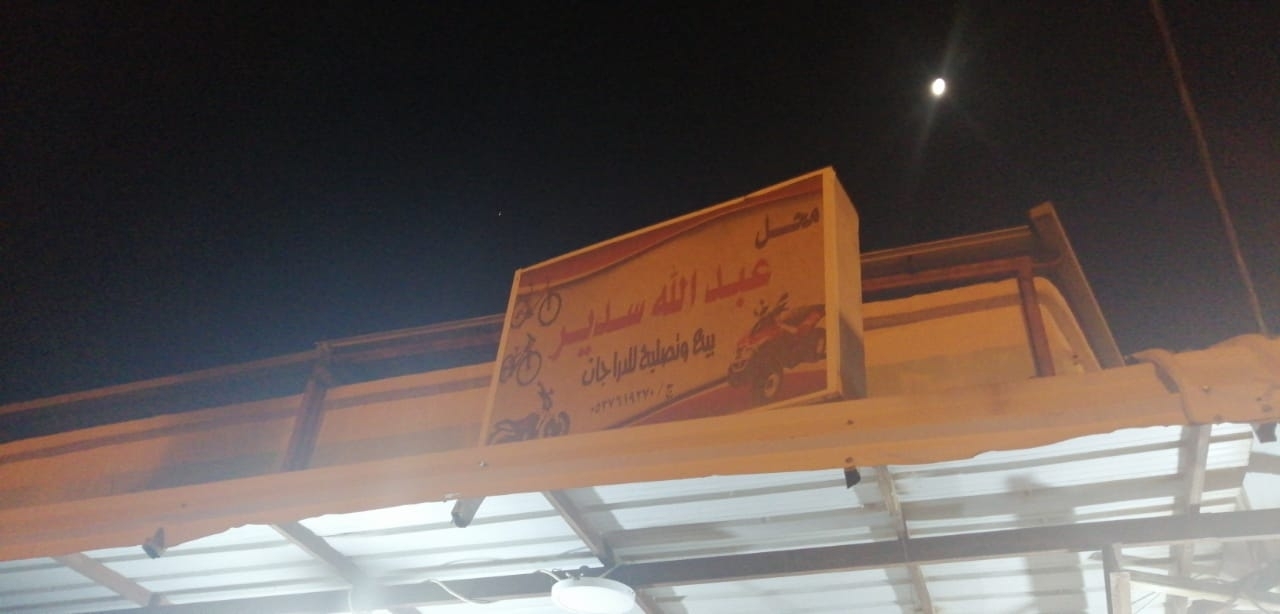 محل
عبد الله سدير
بيع وتصليح للدراجات
ج / ٠٥٣٧٦١٩٢٧٠